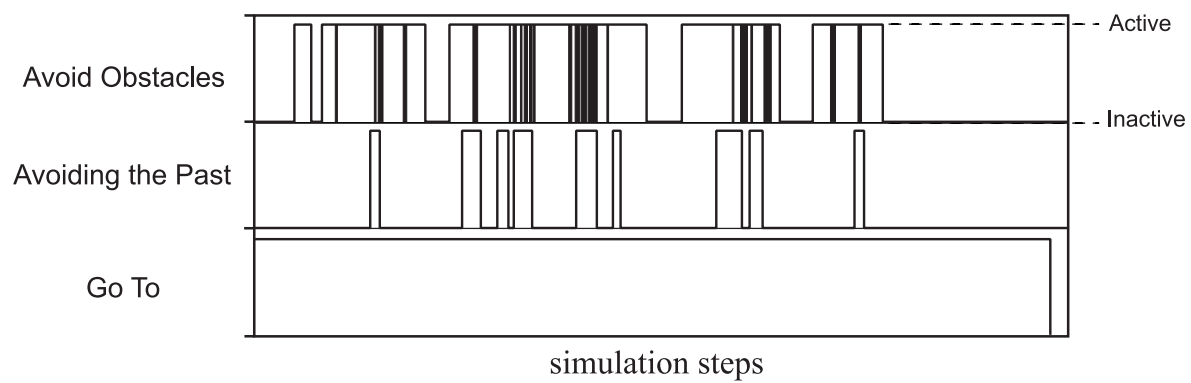 Active
Avoid Obstacles
Inactive
Avoiding the Past
Go To
simulation steps